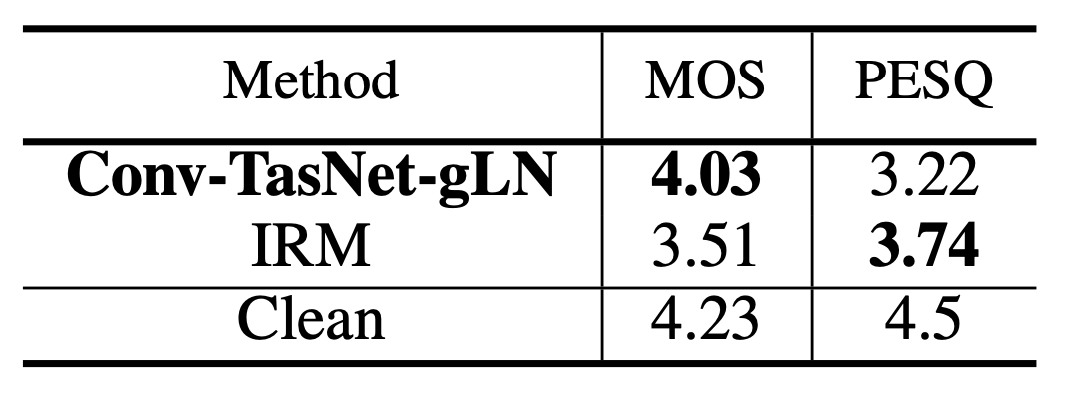 Method MOS PESQ
Conv-TasNet-gLN 4.03 3.22
IRM 3.51 3.74
Clean 4.23 4.5